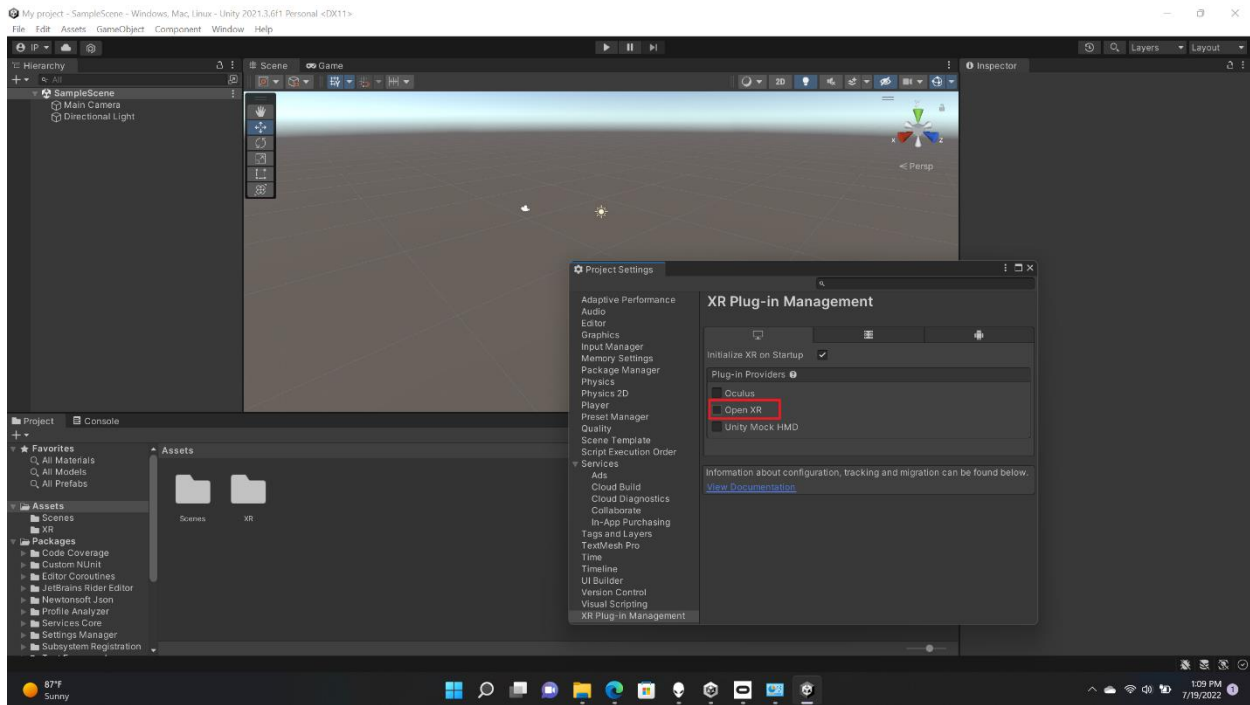 My project - SampleScene - Windows, Mac, Linux - Unity 2021.3.6f1 Personal <DX11>
File Edit Assets GameObject Component Window Help
IP
Layers Layout
Hierarchy
Scene Game
Inspector
All
2D
SampleScene
Main Camera
Directional Light
y
x z
Persp
Project Settings
Adaptive Performance
Audio
Editor
Graphics
Input Manager
Memory Settings
Package Manager
Physics
Physics 2D
Player
Preset Manager
Quality
Scene Template
Script Execution Order
Services
Ads
Cloud Build
Cloud Diagnostics
Collaborate
In-App Purchasing
Tags and Layers
TextMesh Pro
Time
Timeline
UI Builder
Version Control
Visual Scripting
XR Plug-in Management
XR Plug-in Management
Initialize XR on Startup
Plug-in Providers
Oculus
Open XR
Unity Mock HMD
Information about configuration, tracking and migration can be found below.
View Documentation
Project Console
Favorites
All Materials
All Models
All Prefabs
Assets
Scenes
XR
Packages
Code Coverage
Custom NUnit
Editor Coroutines
JetBrains Rider Editor
Newtonsoft Json
Profile Analyzer
Services Core
Settings Manager
Subsystem Registration
Assets
Scenes XR
87°F
Sunny
1:09 PM
7/19/2022
1